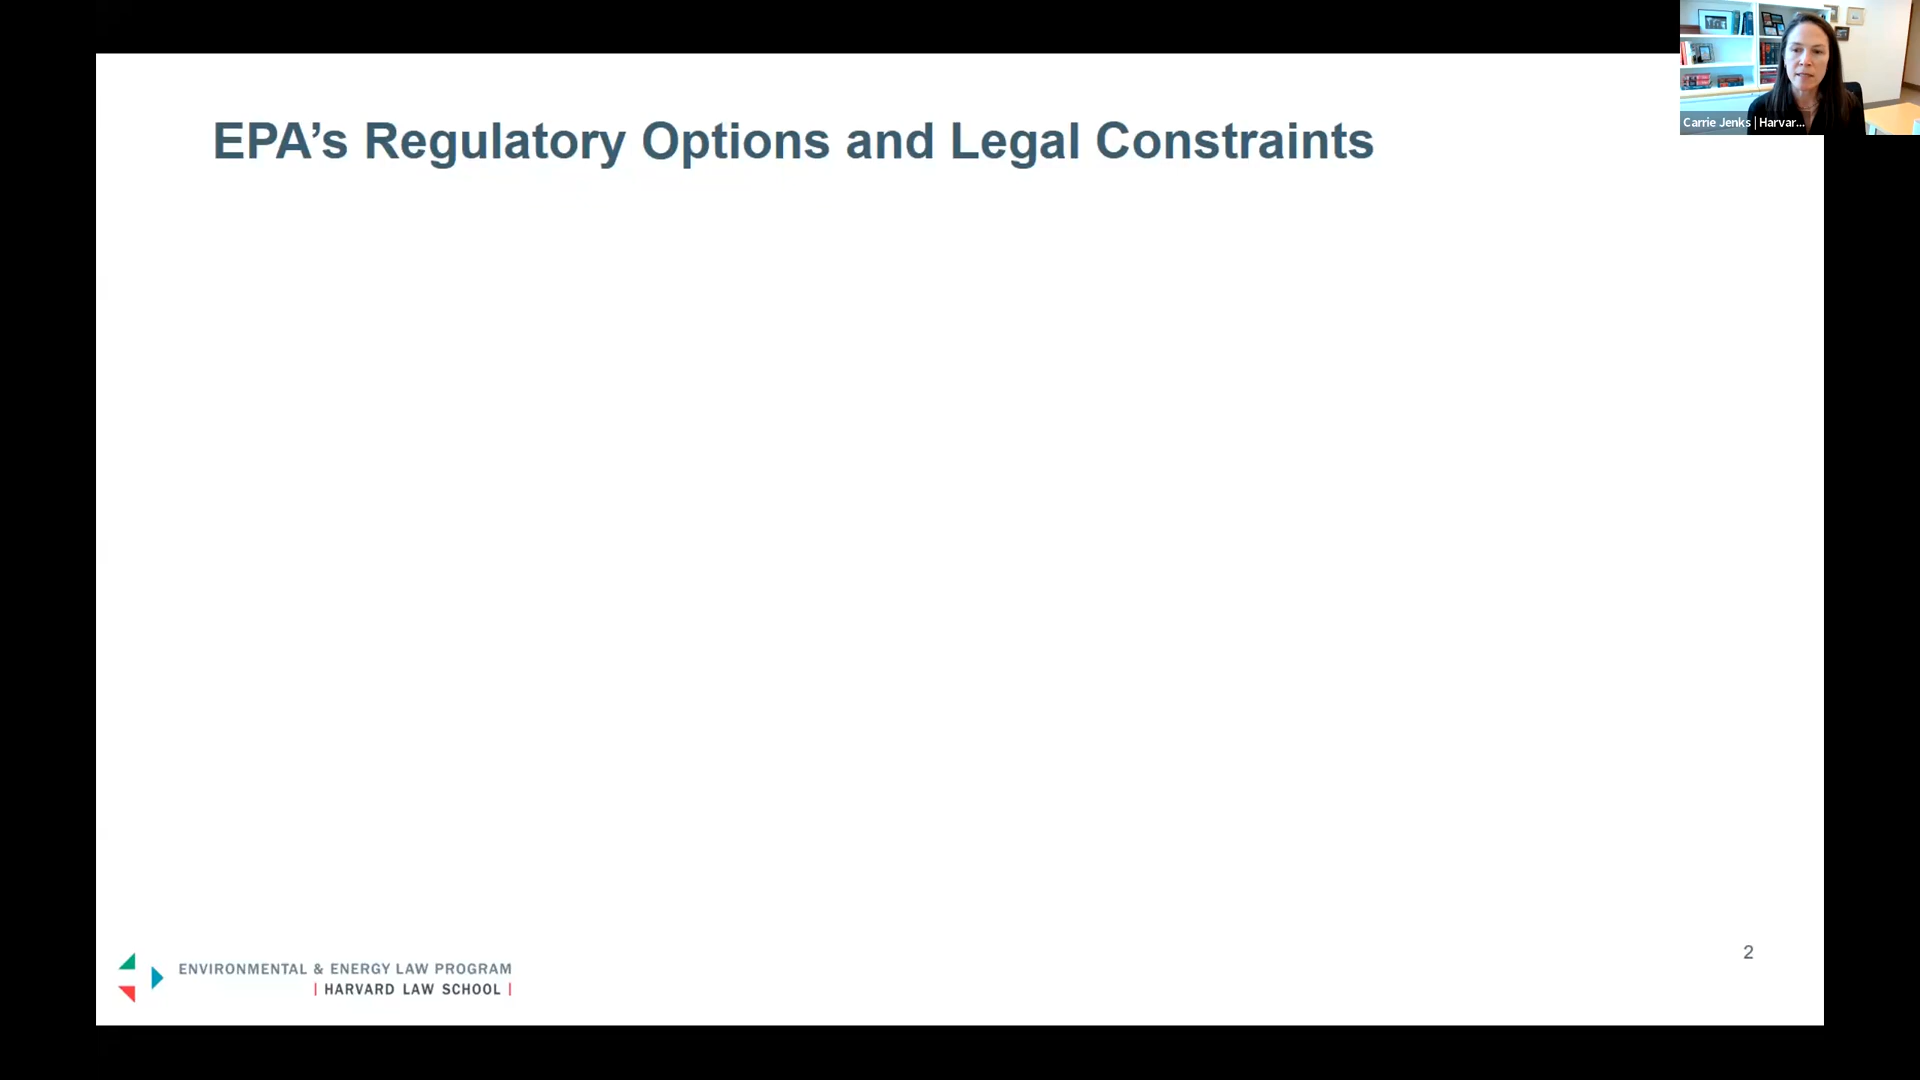 EPA’s Regulatory Options and Legal Constraints
Carrie Jenks | Harvar...
2
ENVIRONMENTAL & ENERGY LAW PROGRAM
| HARVARD LAW SCHOOL |